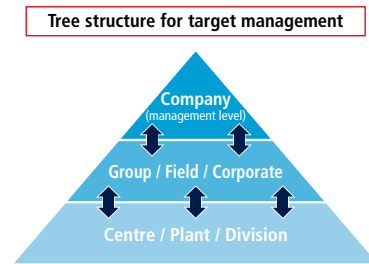 Tree structure for target management
Company
(management level)
Group / Field / Corporate
Centre / Plant / Division